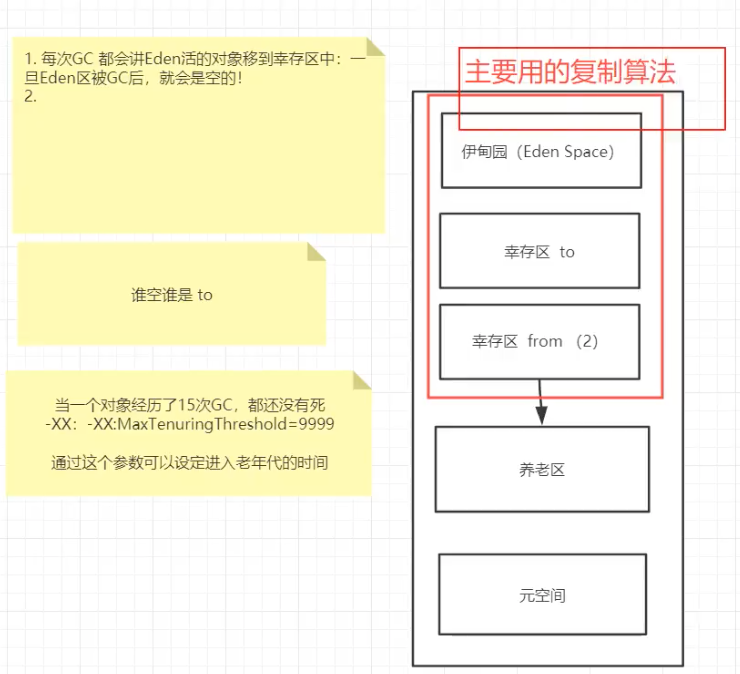 1. 每次GC 都会讲Eden活的对象移到幸存区中：一
旦Eden区被GC后，就会是空的！
2.
谁空谁是 to
当一个对象经历了15次GC，都还没有死
-XX：-XX:MaxTenuringThreshold=9999
通过这个参数可以设定进入老年代的时间
主要用的复制算法
伊甸园（Eden Space）
幸存区 to
幸存区 from （2）
养老区
元空间